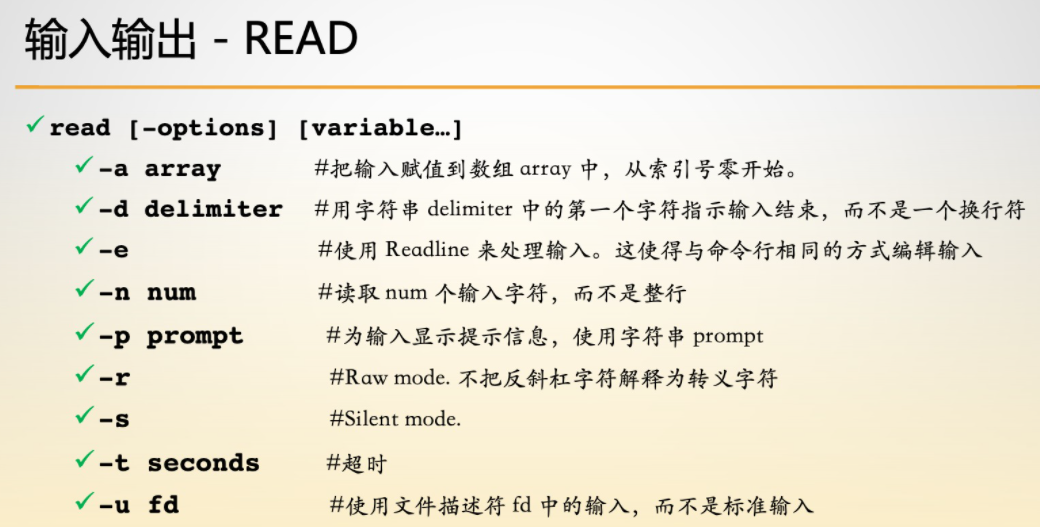 输入输出 - READ
✓ read [-options] [variable…]
✓ -a array #把输入赋值到数组 array 中，从索引号零开始。
✓ -d delimiter #用字符串 delimiter 中的第一个字符指示输入结束，而不是一个换行符
✓ -e #使用 Readline 来处理输入。这使得与命令行相同的方式编辑输入
✓ -n num #读取 num 个输入字符，而不是整行
✓ -p prompt #为输入显示提示信息，使用字符串 prompt
✓ -r #Raw mode. 不把反斜杠字符解释为转义字符
✓ -s #Silent mode.
✓ -t seconds #超时
✓ -u fd #使用文件描述符 fd 中的输入，而不是标准输入